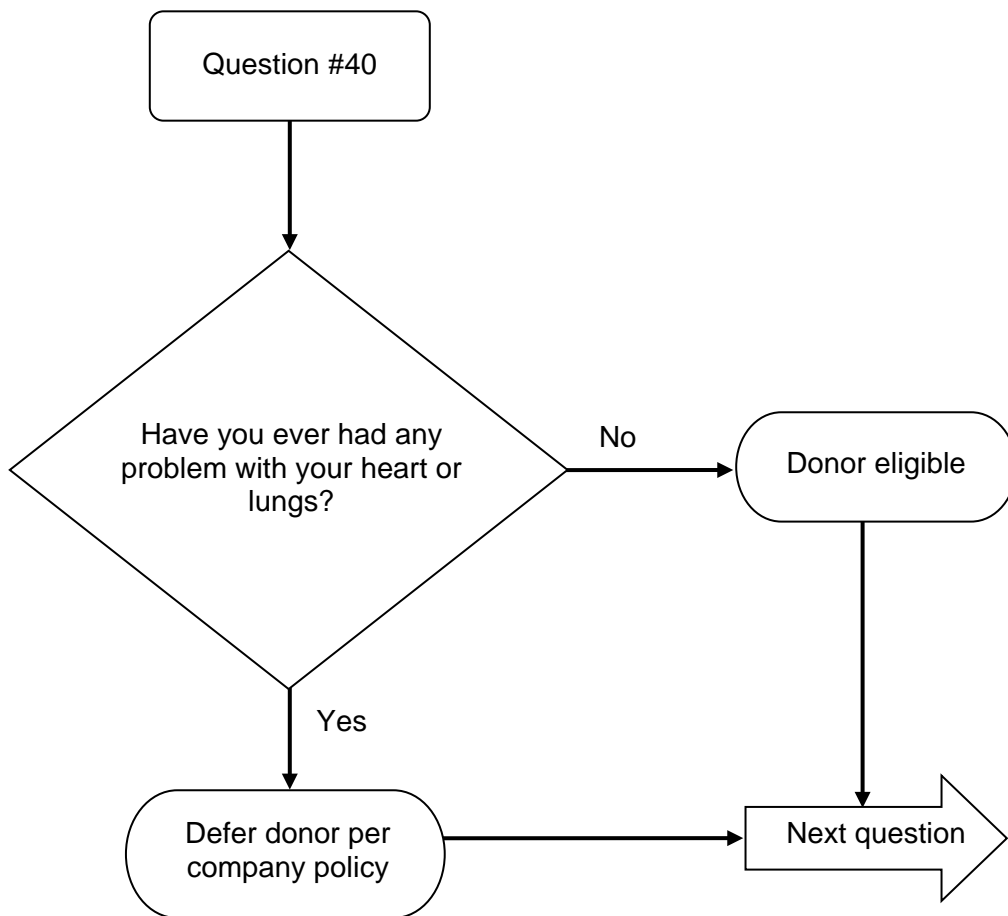 Question #40
Have you ever had any
problem with your heart or
lungs?
No
Donor eligible
Yes
Defer donor per
company policy
Next question